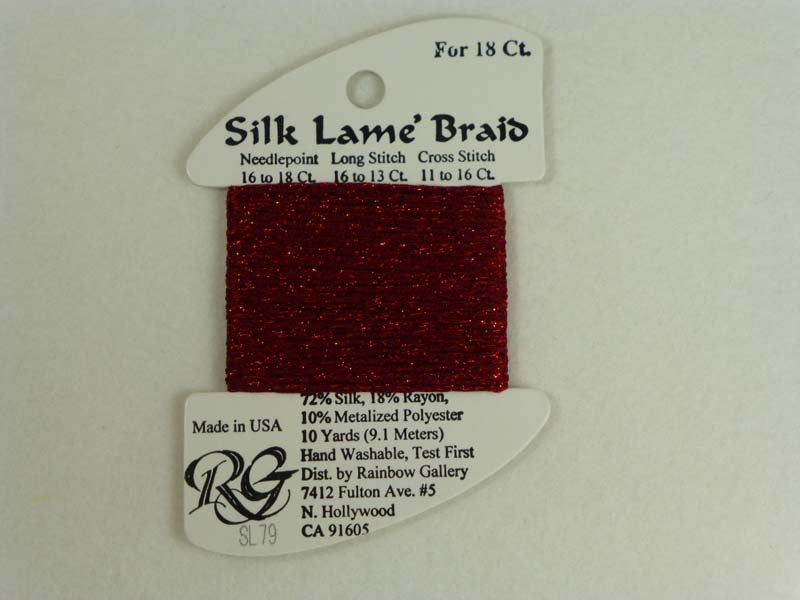 For 18 Ct.
Silk Lame' Braid
Needlepoint Long Stitch Cross Stitch
16 to 18 Ct. 16 to 13 Ct. 11 to 16 Ct.
72% Silk, 18% Rayon,
10% Metalized Polyester
10 Yards (9.1 Meters)
Hand Washable, Test First
Dist. by Rainbow Gallery
7412 Fulton Ave. #5
N. Hollywood
CA 91605
Made in USA
RG
SL79